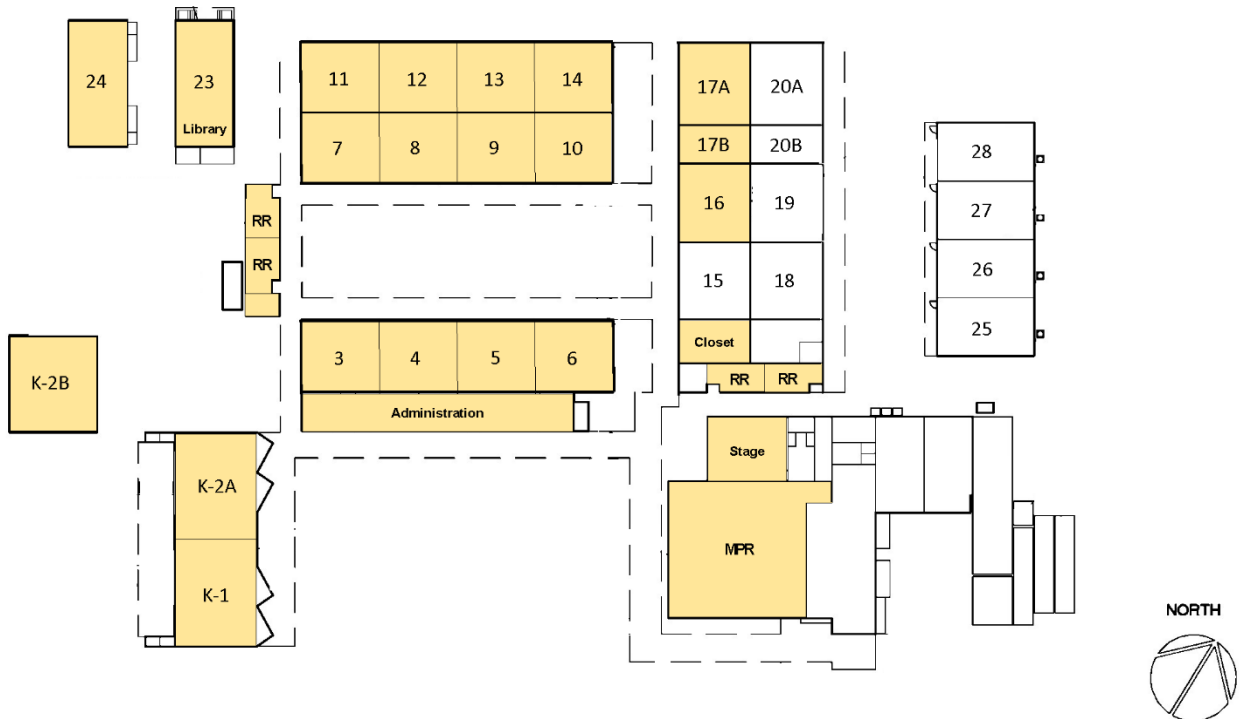 24
23
Library
11
12
13
14
7
8
9
10
17A
20A
17B
20B
16
19
15
18
Closet
RR
RR
28
27
26
25
RR
RR
3
4
5
6
Administration
K-2B
K-2A
K-1
Stage
MPR
NORTH